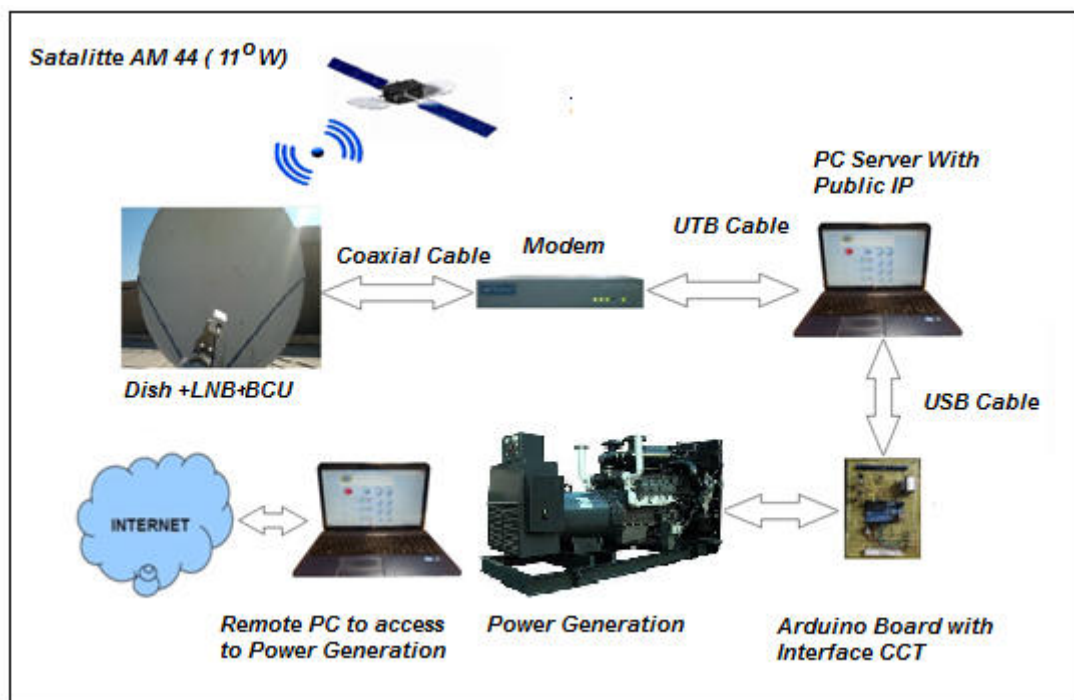 Satalitte AM 44 ( 11° W)
PC Server With
Public IP
UTB Cable
Modem
Coaxial Cable
Dish +LNB+BCU
USB Cable
INTERNET
Remote PC to access
to Power Generation
Power Generation
Arduino Board with
Interface CCT